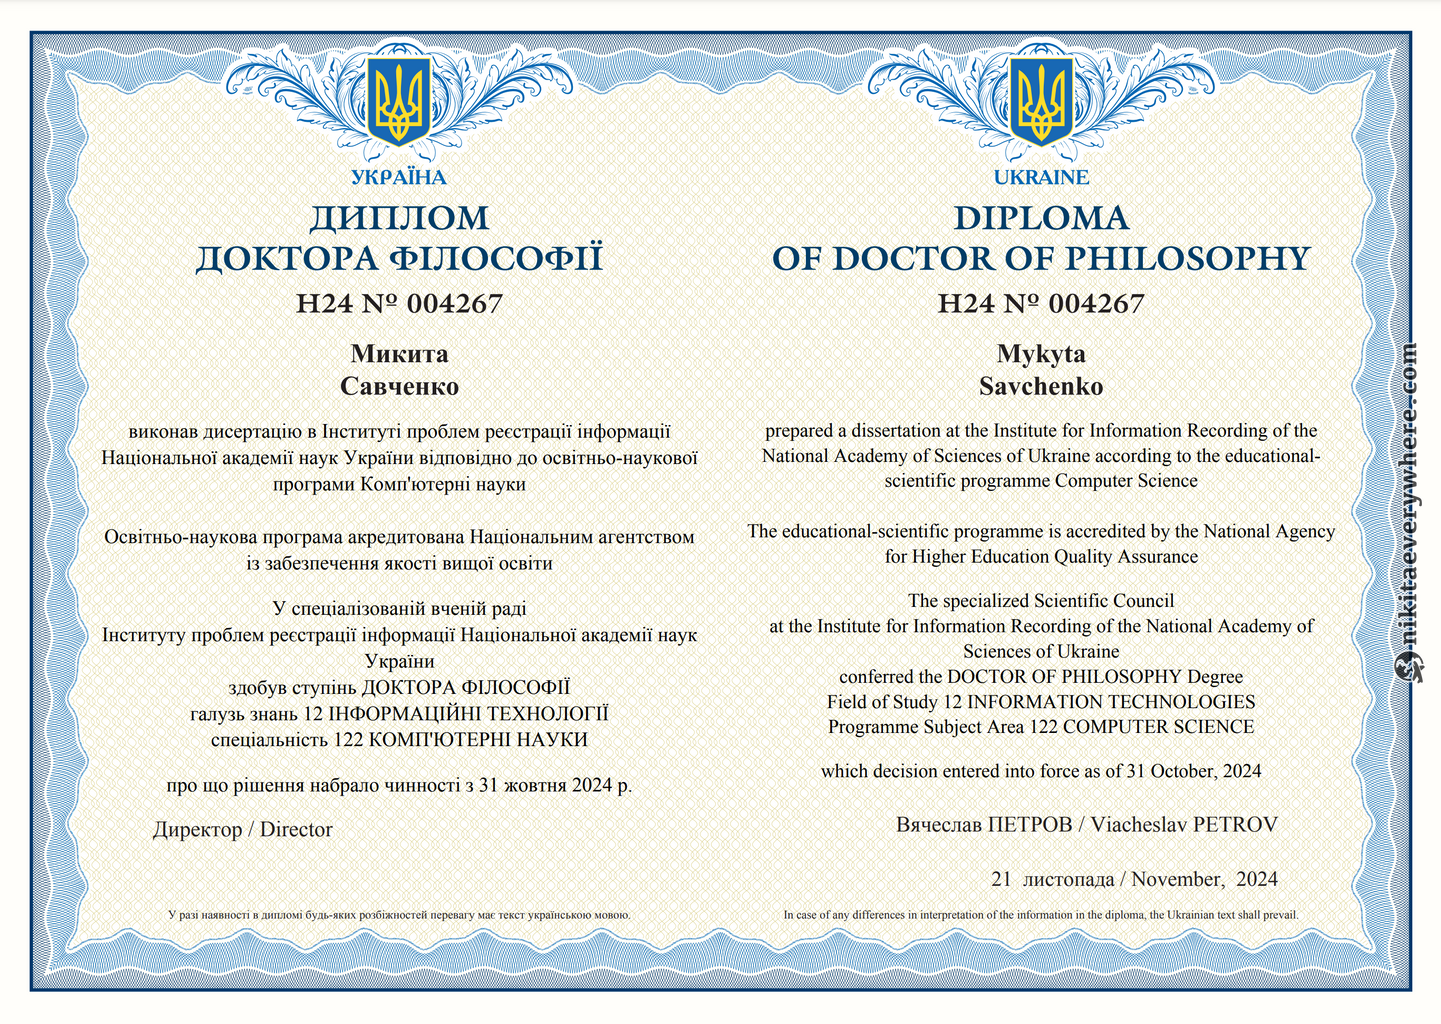 УКРАЇНА
ДИПЛОМ
ДОКТОРА ФІЛОСОФІЇ
H24 № 004267
Микита
Савченко
виконав дисертацію в Інституті проблем реєстрації інформації
Національної академії наук України відповідно до освітньо-наукової
програми Комп'ютерні науки
Освітньо-наукова програма акредитована Національним агентством
із забезпечення якості вищої освіти
У спеціалізованій вченій раді
Інституту проблем реєстрації інформації Національної академії наук
України
здобув ступінь ДОКТОРА ФІЛОСОФІЇ
галузь знань 12 ІНФОРМАЦІЙНІ ТЕХНОЛОГІЇ
спеціальність 122 КОМП'ЮТЕРНІ НАУКИ
про що рішення набрало чинності з 31 жовтня 2024 р.
Директор / Director
У разі наявності в дипломі будь-яких розбіжностей перевагу має текст українською мовою.
UKRAINE
DIPLOMA
OF DOCTOR OF PHILOSOPHY
H24 № 004267
Mykyta
Savchenko
prepared a dissertation at the Institute for Information Recording of the
National Academy of Sciences of Ukraine according to the educational-
scientific programme Computer Science
The educational-scientific programme is accredited by the National Agency
for Higher Education Quality Assurance
The specialized Scientific Council
at the Institute for Information Recording of the National Academy of
Sciences of Ukraine
conferred the DOCTOR OF PHILOSOPHY Degree
Field of Study 12 INFORMATION TECHNOLOGIES
Programme Subject Area 122 COMPUTER SCIENCE
which decision entered into force as of 31 October, 2024
Вячеслав ПЕТРОВ / Viacheslav PETROV
21 листопада / November, 2024
In case of any differences in interpretation of the information in the diploma, the Ukrainian text shall prevail.
nikitaeverywhere.com